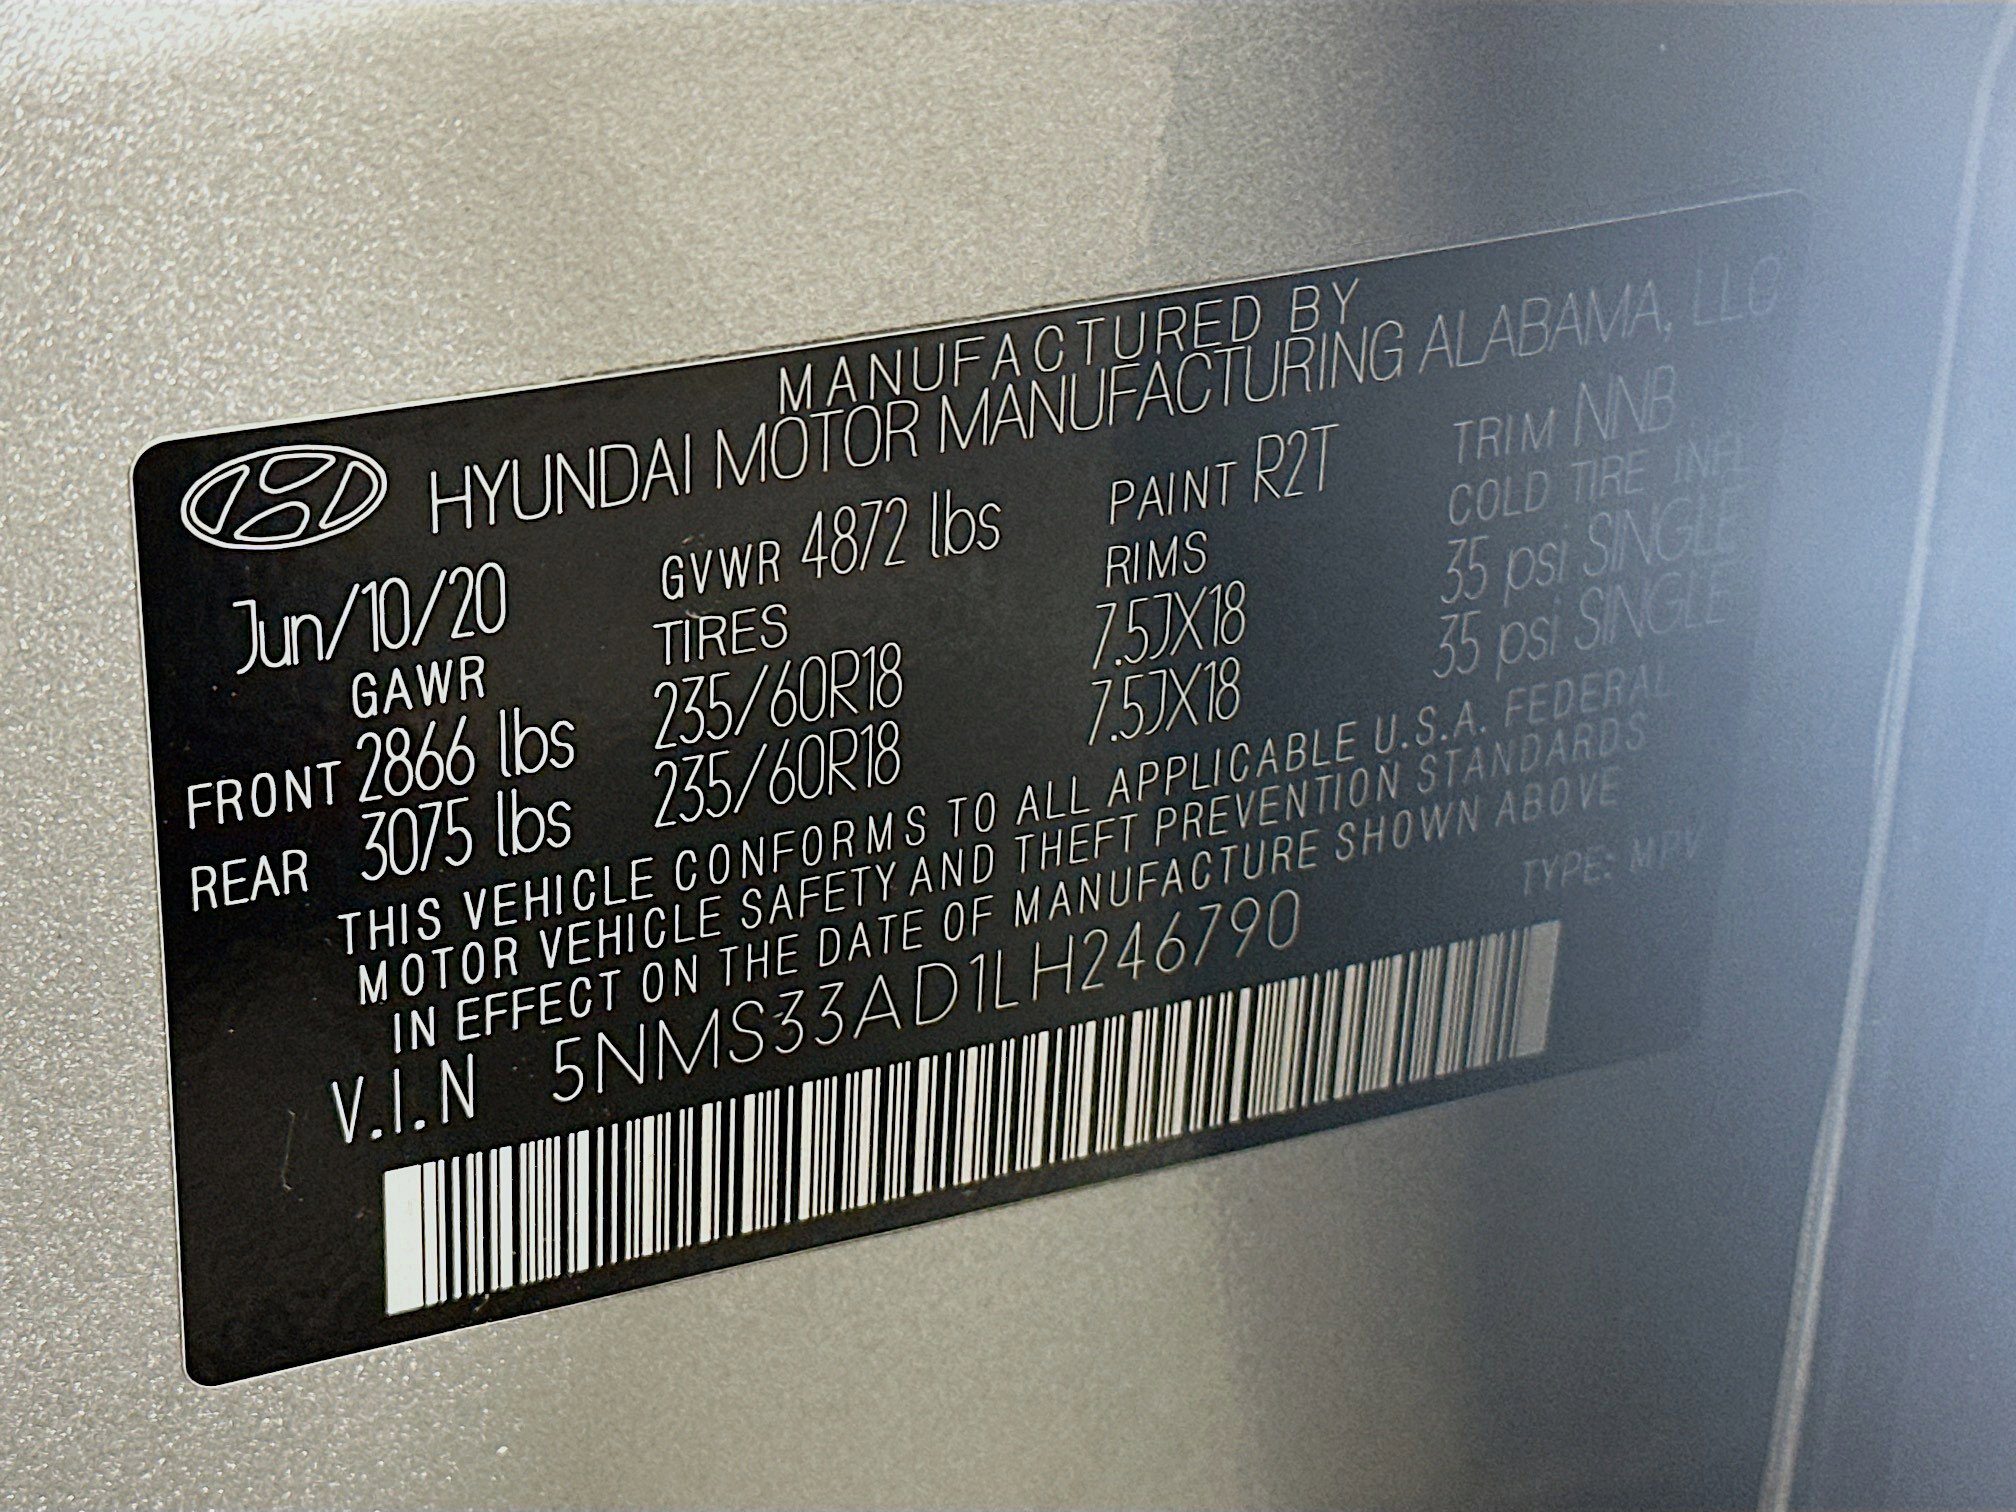 MANUFACTURED BY
HYUNDAI MOTOR MANUFACTURING ALABAMA, LLC
Jun/10/20 GVWR 4872 lbs PAINT R2T TRIM NNB
GAWR TIRES RIMS COLD TIRE INFL
FRONT 2866 lbs 235/60R18 7.5JX18 35 psi SINGLE
REAR 3075 lbs 235/60R18 7.5JX18 35 psi SINGLE
THIS VEHICLE CONFORMS TO ALL APPLICABLE U.S.A. FEDERAL
MOTOR VEHICLE SAFETY AND THEFT PREVENTION STANDARDS
IN EFFECT ON THE DATE OF MANUFACTURE SHOWN ABOVE
V.I.N 5NMS33AD1LH246790 TYPE: MPV